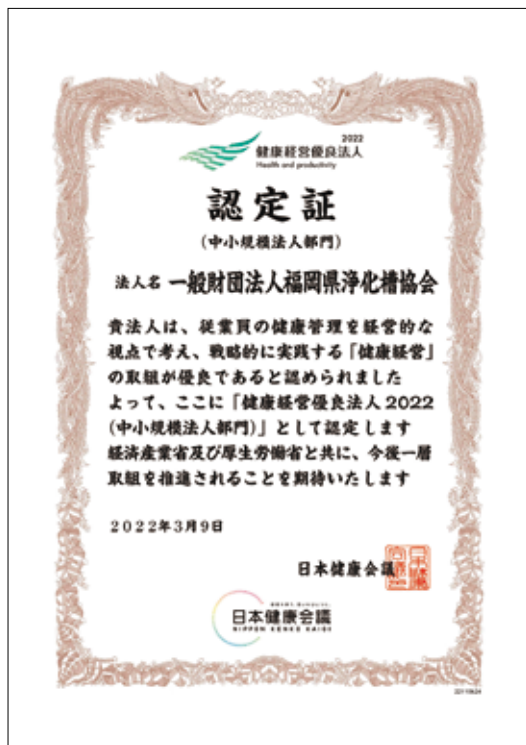 2022
健康経営優良法人
Health and productivity
認定証
(中小規模法人部門)
法人名 一般財団法人福岡県浄化槽協会
貴法人は、従業員の健康管理を経営的な
視点で考え、戦略的に実践する「健康経営」
の取組が優良であると認められました
よって、ここに「健康経営優良法人2022
(中小規模法人部門)」として認定します
経済産業省及び厚生労働省と共に、今後一層
取組を推進されることを期待いたします
2022年3月9日
日本健康会議
日本健康会議
NIPPON KENKO KAIGI